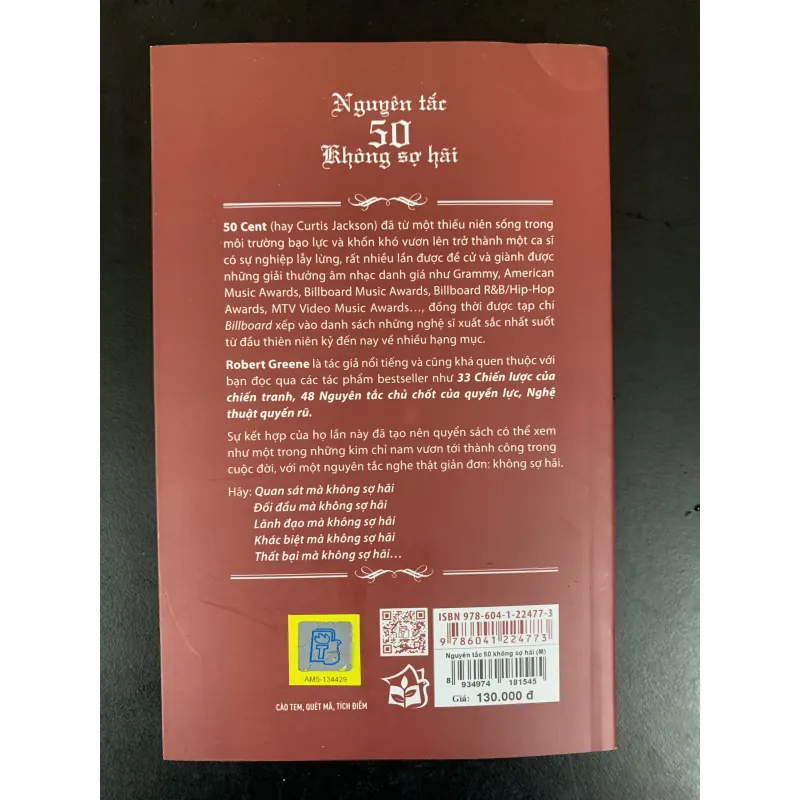 Nguyên tắc
50
Không sợ hãi
50 Cent (hay Curtis Jackson) đã từ một thiếu niên sống trong
môi trường bạo lực và khốn khó vươn lên trở thành một ca sĩ
có sự nghiệp lẫy lừng, rất nhiều lần được đề cử và giành được
những giải thưởng âm nhạc danh giá như Grammy, American
Music Awards, Billboard Music Awards, Billboard R&B/Hip-Hop
Awards, MTV Video Music Awards…, đồng thời được tạp chí
Billboard xếp vào danh sách những nghệ sĩ xuất sắc nhất suốt
từ đầu thiên niên kỷ đến nay về nhiều hạng mục.
Robert Greene là tác giả nổi tiếng và cũng khá quen thuộc với
bạn đọc qua các tác phẩm bestseller như 33 Chiến lược của
chiến tranh, 48 Nguyên tắc chủ chốt của quyền lực, Nghệ
thuật quyến rũ.
Sự kết hợp của họ lần này đã tạo nên quyển sách có thể xem
như một trong những kim chỉ nam vươn tới thành công trong
cuộc đời, với một nguyên tắc nghe thật giản đơn: không sợ hãi.
Hãy: Quan sát mà không sợ hãi
Đối đầu mà không sợ hãi
Lãnh đạo mà không sợ hãi
Khác biệt mà không sợ hãi
Thất bại mà không sợ hãi…
ISBN 978-604-1-22477-3
9 786041 224773
Nguyên tắc 50 không sợ hãi (M)
8 934974 181545
Giá: 130.000 đ
T
AM5-134429
CÀO TEM, QUÉT MÃ, TÍCH ĐIỂM